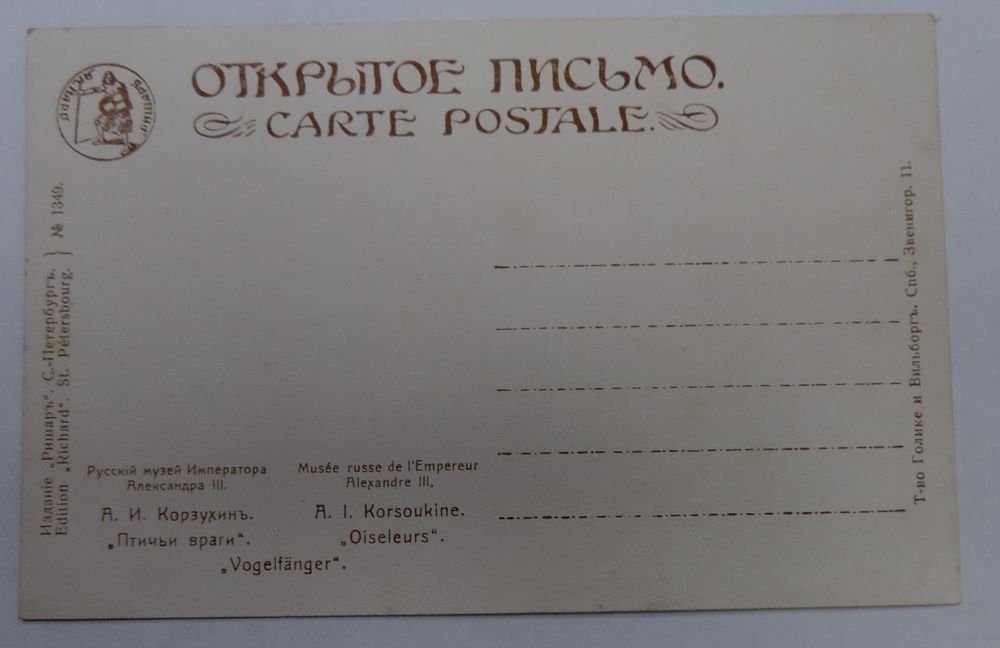 ОТКРЫТОЕ ПИСЬМО.
CARTE POSTALE.
Изданіе „Ришаръ“. С.-Петербургъ.
Edition „Richard“. St. Pétersbourg.
№ 1349.
Русскій музей Императора
Александра III.
А. И. Корзухинъ.
„Птичьи враги“.
Musée russe de l'Empereur
Alexandre III.
A. I. Korsoukine.
„Oiseleurs“.
„Vogelfänger“.
Т-во Голике и Вильборгъ. Спб., Звенигор. 11.